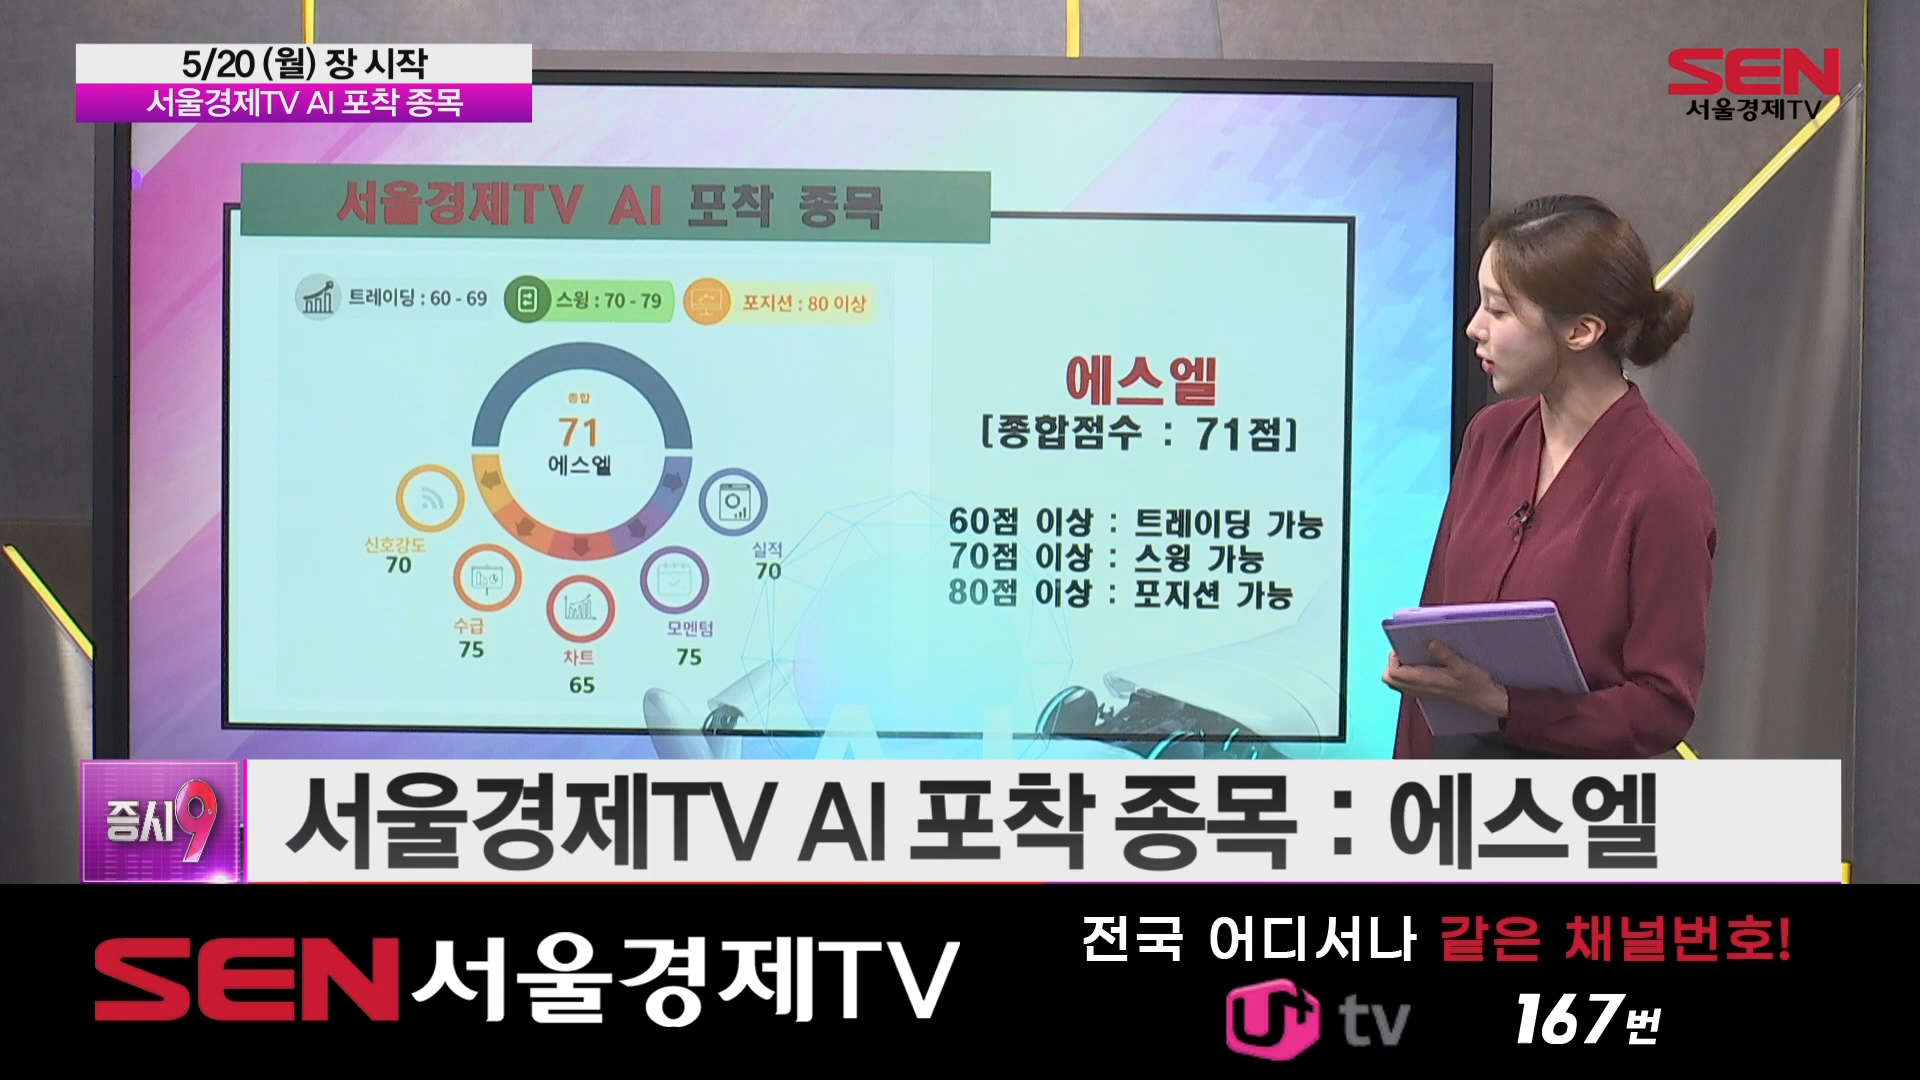 5/20 (월) 장 시작
서울경제TV AI 포착 종목
SEN
서울경제TV
서울경제TV AI 포착 종목
트레이딩 : 60 - 69
스윙 : 70 - 79
포지션 : 80 이상
종합
71
에스엘
신호강도
70
수급
75
차트
65
모멘텀
75
실적
70
에스엘
[종합점수 : 71점]
60점 이상 : 트레이딩 가능
70점 이상 : 스윙 가능
80점 이상 : 포지션 가능
AI
증시9
서울경제TV AI 포착 종목 : 에스엘
SEN서울경제TV
전국 어디서나 같은 채널번호!
U+ tv
167번